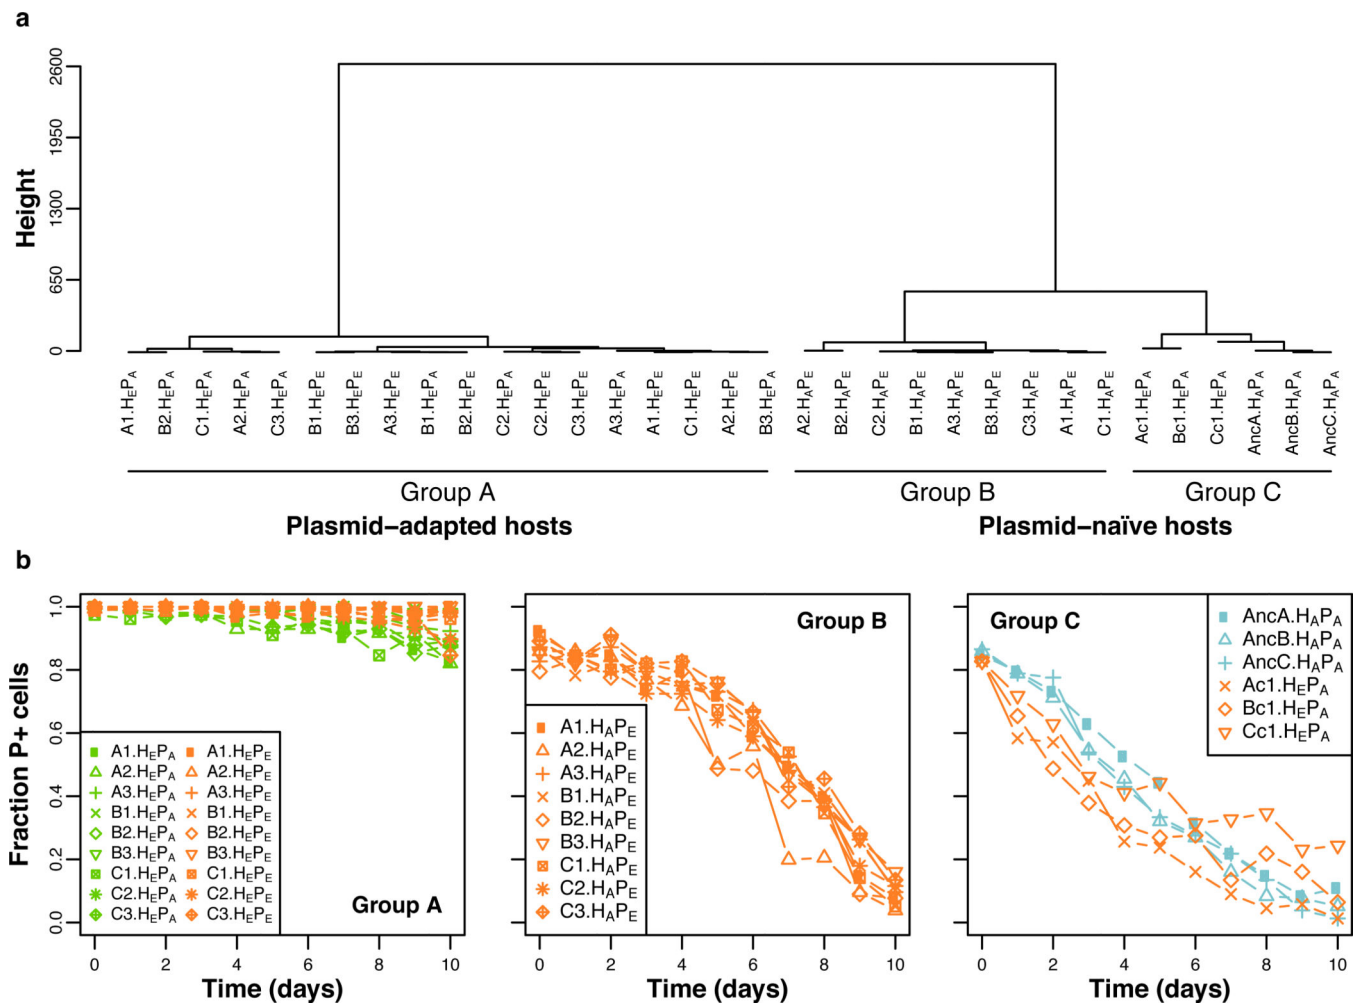 a
Height
2600
1950
1300
650
0
A1.HEPA
B2.HEPA
C1.HEPA
A2.HEPA
C3.HEPA
B1.HEPE
B3.HEPE
A3.HEPE
B1.HEPA
B2.HEPE
C2.HEPA
C2.HEPE
C3.HEPE
A3.HEPA
A1.HEPE
C1.HEPE
A2.HEPE
B3.HEPA
A2.HAPE
B2.HAPE
C2.HAPE
B1.HAPE
A3.HAPE
B3.HAPE
C3.HAPE
A1.HAPE
C1.HAPE
Ac1.HEPA
Bc1.HEPA
Cc1.HEPA
AncA.HAPA
AncB.HAPA
AncC.HAPA
Group A
Group B
Group C
Plasmid–adapted hosts
Plasmid–naïve hosts
b
Fraction P+ cells
1.0
0.8
0.6
0.4
0.2
0.0
A1.HEPA A1.HEPE
A2.HEPA A2.HEPE
A3.HEPA A3.HEPE
B1.HEPA B1.HEPE
B2.HEPA B2.HEPE
B3.HEPA B3.HEPE
C1.HEPA C1.HEPE
C2.HEPA C2.HEPE
C3.HEPA C3.HEPE
Group A
0 2 4 6 8 10
Time (days)
Group B
A1.HAPE
A2.HAPE
A3.HAPE
B1.HAPE
B2.HAPE
B3.HAPE
C1.HAPE
C2.HAPE
C3.HAPE
0 2 4 6 8 10
Time (days)
Group C
AncA.HAPA
AncB.HAPA
AncC.HAPA
Ac1.HEPA
Bc1.HEPA
Cc1.HEPA
0 2 4 6 8 10
Time (days)